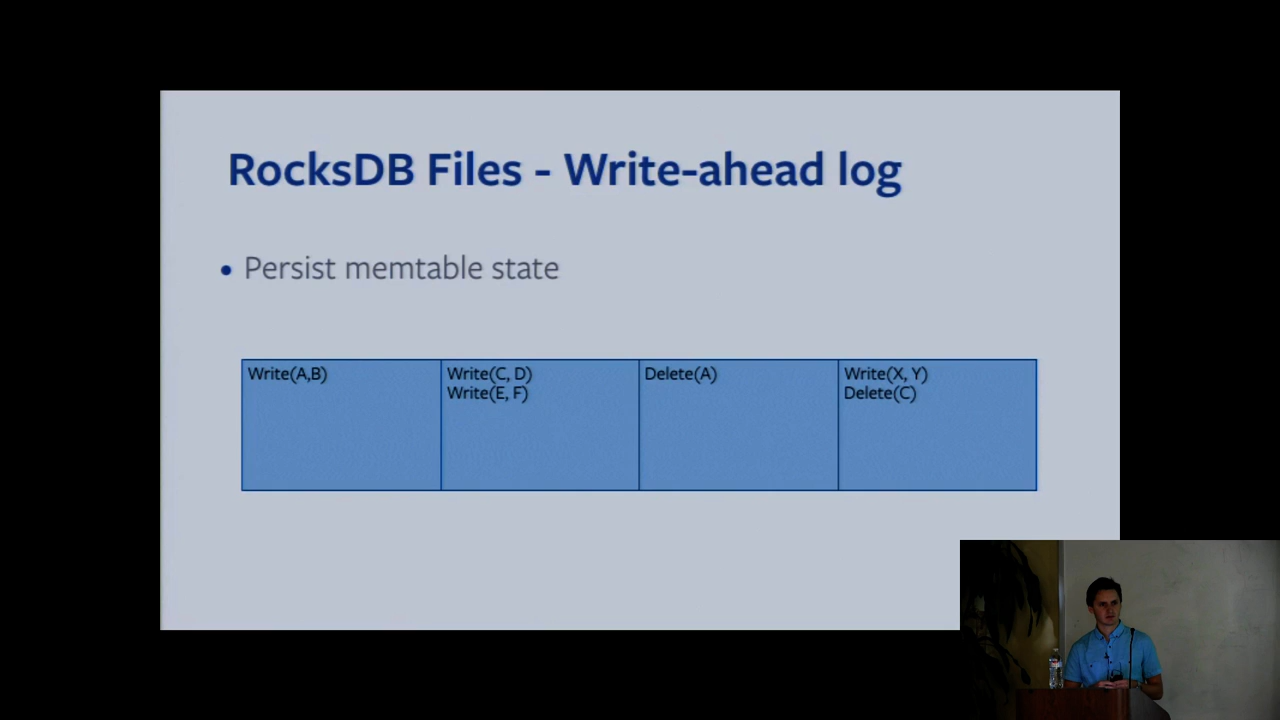 RocksDB Files - Write-ahead log
• Persist memtable state
Write(A,B)
Write(C, D)
Write(E, F)
Delete(A)
Write(X, Y)
Delete(C)